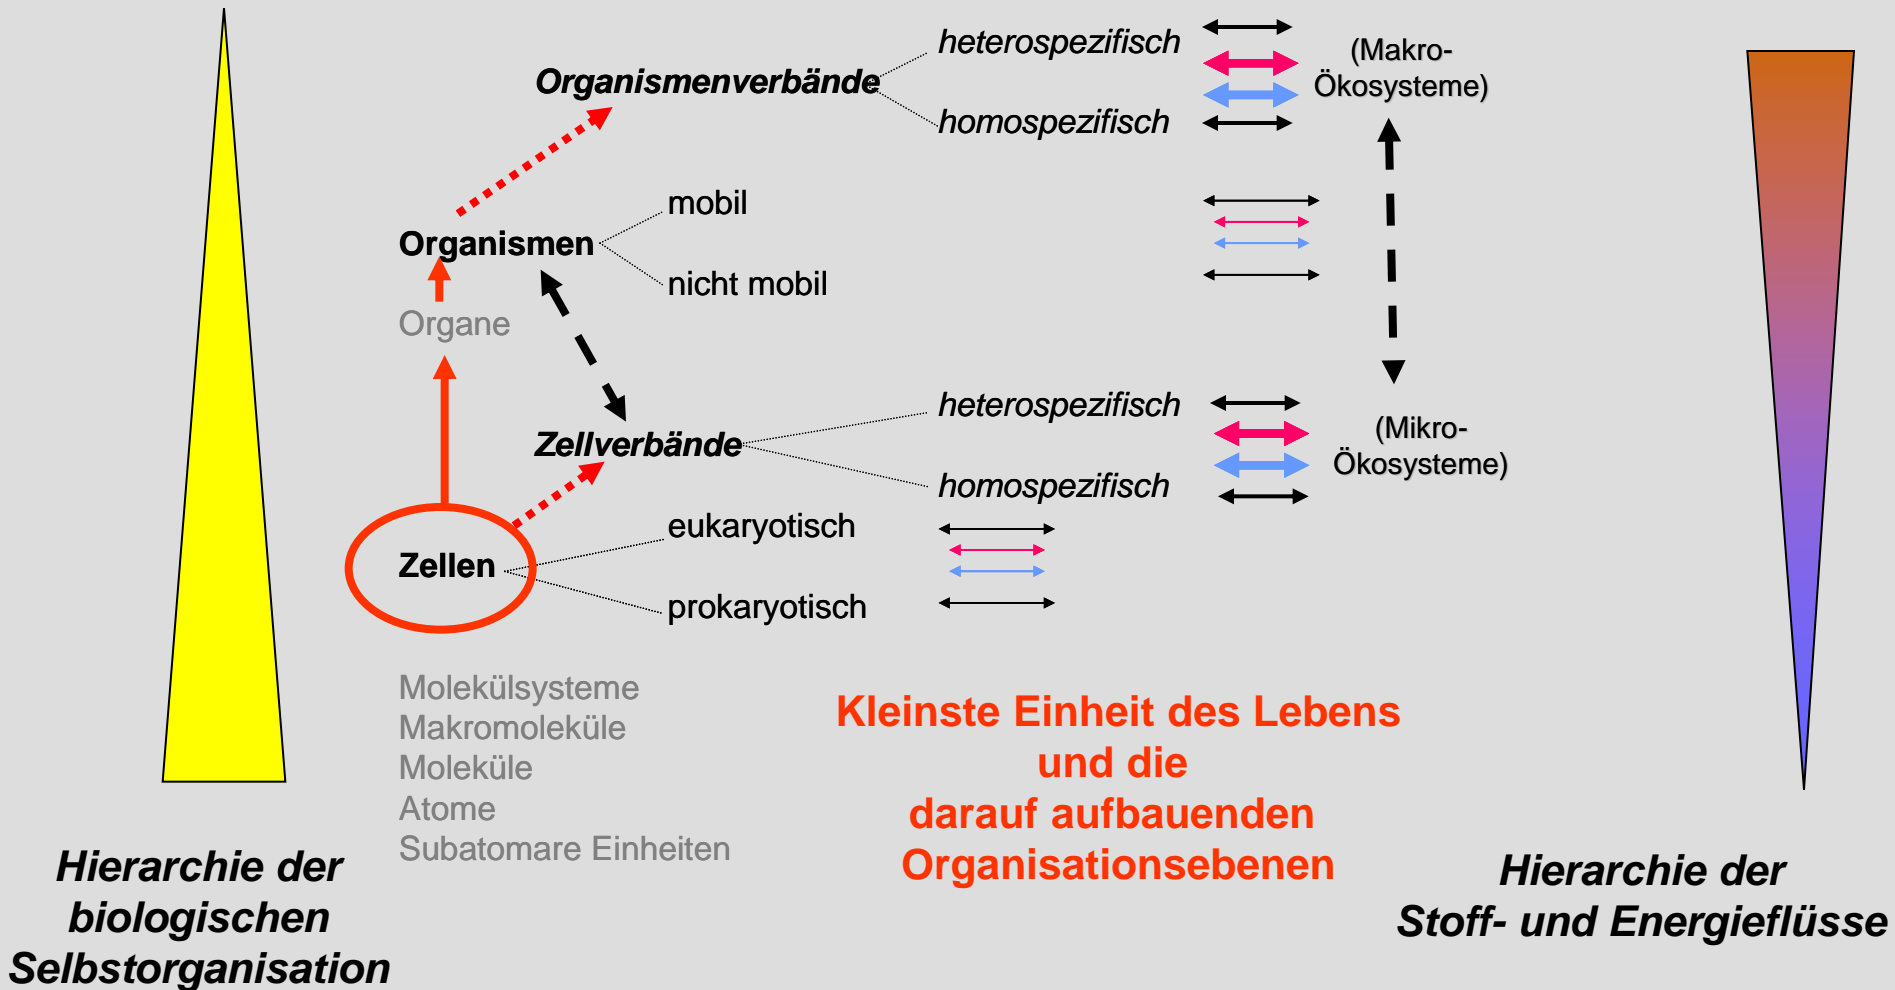 heterospezifisch
(Makro-
Ökosysteme)
Organismenverbände
homospezifisch
mobil
Organismen
nicht mobil
Organe
heterospezifisch
(Mikro-
Ökosysteme)
Zellverbände
homospezifisch
eukaryotisch
Zellen
prokaryotisch
Molekülsysteme
Makromoleküle
Moleküle
Atome
Subatomare Einheiten
Kleinste Einheit des Lebens
und die
darauf aufbauenden
Organisationsebenen
Hierarchie der
biologischen
Selbstorganisation
Hierarchie der
Stoff- und Energieflüsse